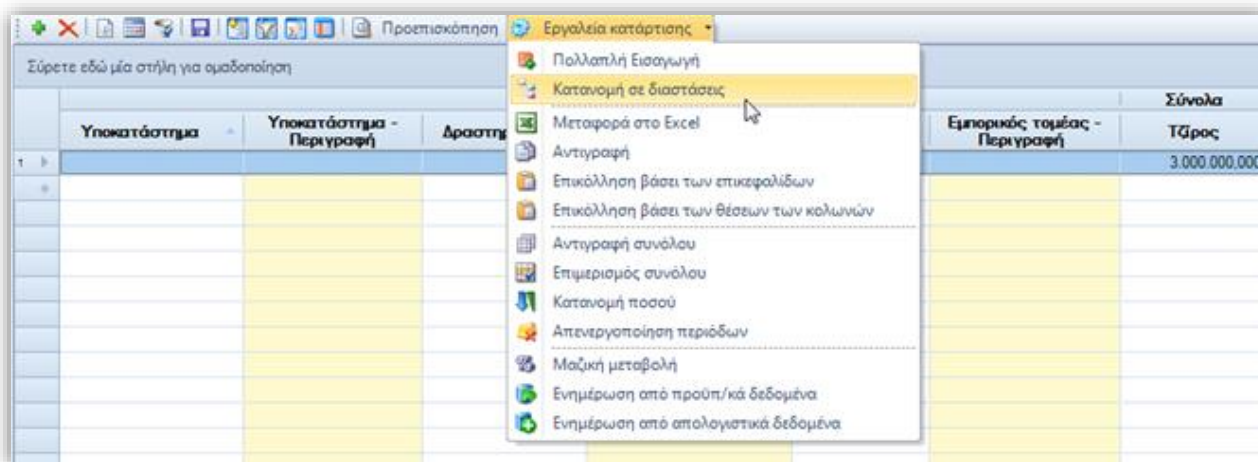 Προεπισκόπηση Εργαλεία κατάρτισης
Σύρετε εδώ μία στήλη για ομαδοποίηση
Πολλαπλή Εισαγωγή
Κατανομή σε διαστάσεις
Μεταφορά στο Excel
Αντιγραφή
Επικόλληση βάσει των επικεφαλίδων
Επικόλληση βάσει των θέσεων των κολωνών
Αντιγραφή συνόλου
Επιμερισμός συνόλου
Κατανομή ποσού
Απενεργοποίηση περιόδων
Μαζική μεταβολή
Ενημέρωση από προϋπ/κά δεδομένα
Ενημέρωση από απολογιστικά δεδομένα
Σύνολα
Υποκατάστημα
Υποκατάστημα -
Περιγραφή
Δραστηρ
Εμπορικός τομέας -
Περιγραφή
Τζίρος
1
3.000.000,000